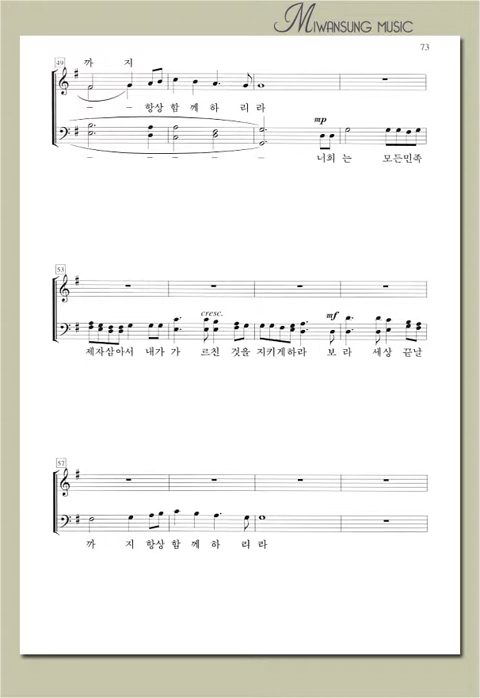 MIWANSUNG MUSIC
73
49
까 지
– – 항상 함 께 하 리 라
mp
– – – – – 너희 는 모든민족
53
cresc. mf
제자삼아서 내가 가 르친 것을 지키게하라 보 라 세상 끝날
57
까 지 항상 함 께 하 리 라